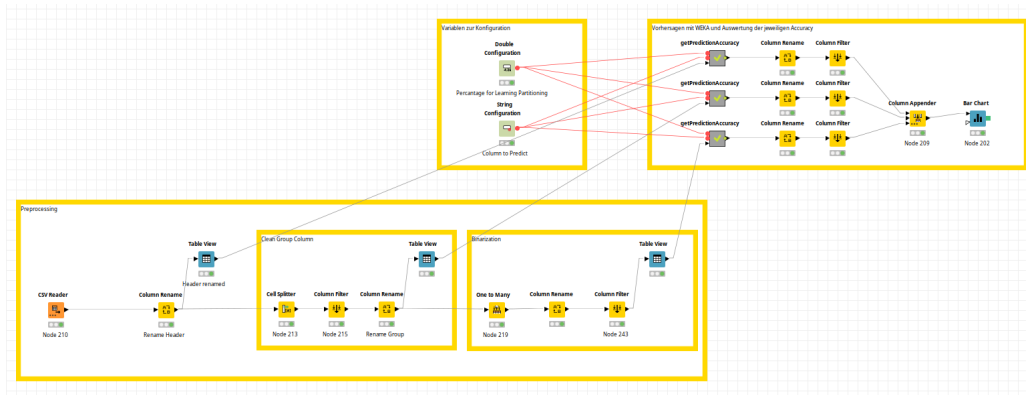 Variablen zur Konfiguration
Double
Configuration
Percentage for Learning Partitioning
String
Configuration
Column to Predict
Vorhersagen mit WEKA und Auswertung der jeweiligen Accuracy
getPredictionAccuracy
Column Rename
Column Filter
getPredictionAccuracy
Column Rename
Column Filter
getPredictionAccuracy
Column Rename
Column Filter
Column Appender
Node 209
Bar Chart
Node 202
Preprocessing
CSV Reader
Node 210
Column Rename
Rename Header
Table View
Header renamed
Clean Group Column
Cell Splitter
Node 213
Column Filter
Node 215
Column Rename
Rename Group
Table View
Binarization
One to Many
Node 219
Column Rename
Column Filter
Node 243
Table View